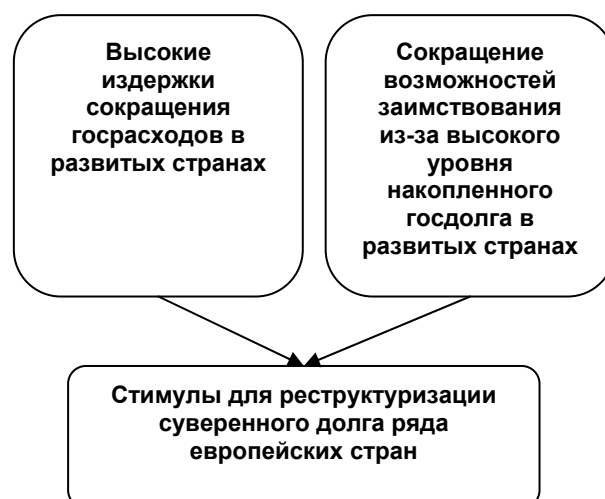 Высокие
издержки
сокращения
госрасходов в
развитых странах
Сокращение
возможностей
заимствования
из-за высокого
уровня
накопленного
госдолга в
развитых странах
Стимулы для реструктуризации
суверенного долга ряда
европейских стран